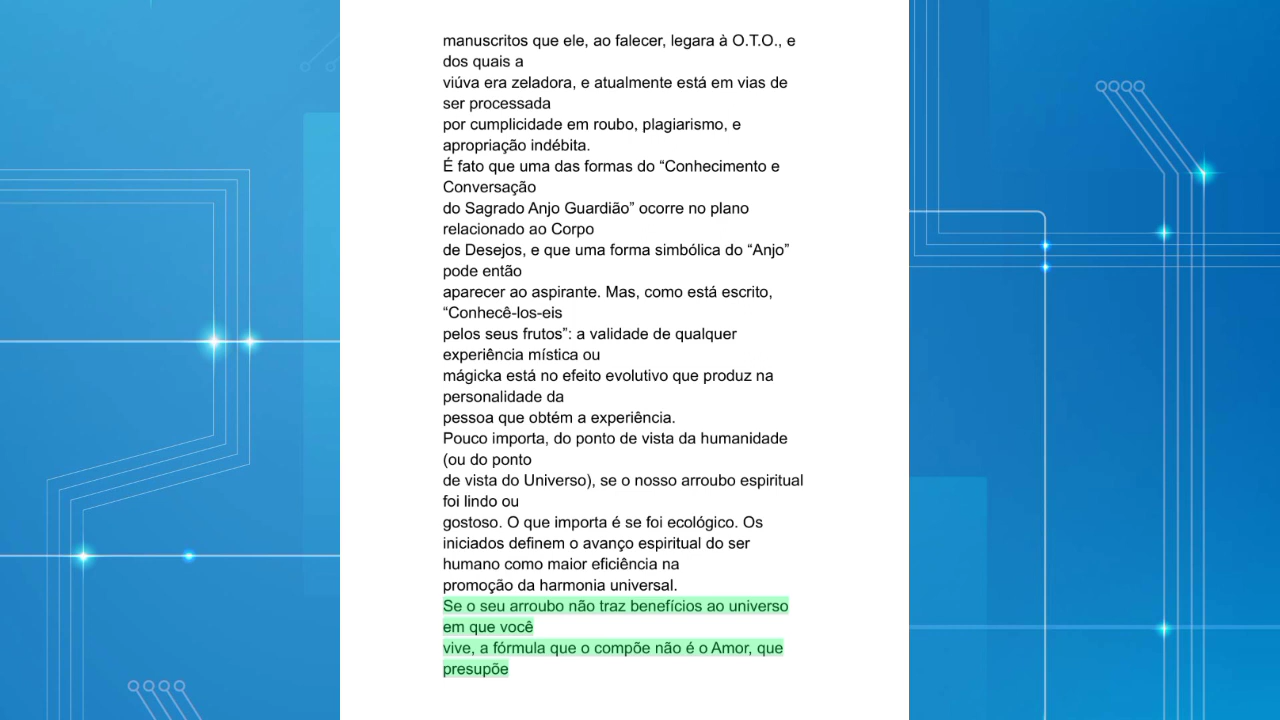 manuscritos que ele, ao falecer, legara à O.T.O., e
dos quais a
viúva era zeladora, e atualmente está em vias de
ser processada
por cumplicidade em roubo, plagiarismo, e
apropriação indébita.
É fato que uma das formas do “Conhecimento e
Conversação
do Sagrado Anjo Guardião” ocorre no plano
relacionado ao Corpo
de Desejos, e que uma forma simbólica do “Anjo”
pode então
aparecer ao aspirante. Mas, como está escrito,
“Conhecê-los-eis
pelos seus frutos”: a validade de qualquer
experiência mística ou
mágicka está no efeito evolutivo que produz na
personalidade da
pessoa que obtém a experiência.
Pouco importa, do ponto de vista da humanidade
(ou do ponto
de vista do Universo), se o nosso arroubo espiritual
foi lindo ou
gostoso. O que importa é se foi ecológico. Os
iniciados definem o avanço espiritual do ser
humano como maior eficiência na
promoção da harmonia universal.
Se o seu arroubo não traz benefícios ao universo
em que você
vive, a fórmula que o compõe não é o Amor, que
presupõe